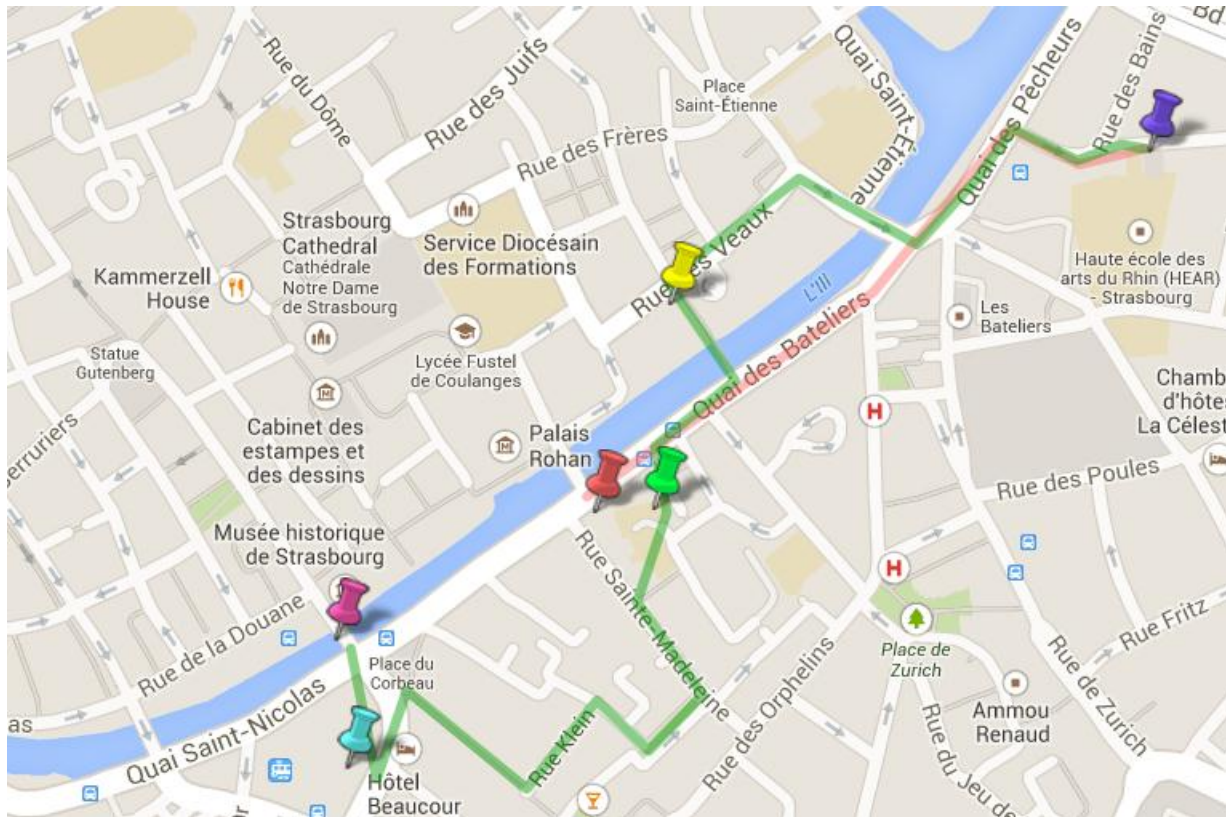 Bd
Rue du Dôme
Rue des Juifs
Quai Saint-Étienne
Quai des Pêcheurs
Rue des Bains
Place
Saint-Étienne
Rue des Frères
Strasbourg
Cathedral
Cathédrale
Notre Dame
de Strasbourg
Service Diocésain
des Formations
Rue des Veaux
Haute école des
arts du Rhin (HEAR)
- Strasbourg
Kammerzell
House
L'Ill
Les
Bateliers
Statue
Gutenberg
Lycée Fustel
de Coulanges
Quai des Bateliers
Chamb
d'hôte
La Célest
H
Cabinet des
estampes et
des dessins
Palais
Rohan
erruriers
Rue des Poules
Musée historique
de Strasbourg
Rue Sainte-Madeleine
H
Rue de la Douane
Place du
Corbeau
Rue des Orphelins
Place de
Zurich
Rue Fritz
Rue de Zurich
as
Quai Saint-Nicolas
Rue Klein
Ammou
Renaud
Rue du Jeu de
Hôtel
Beaucour